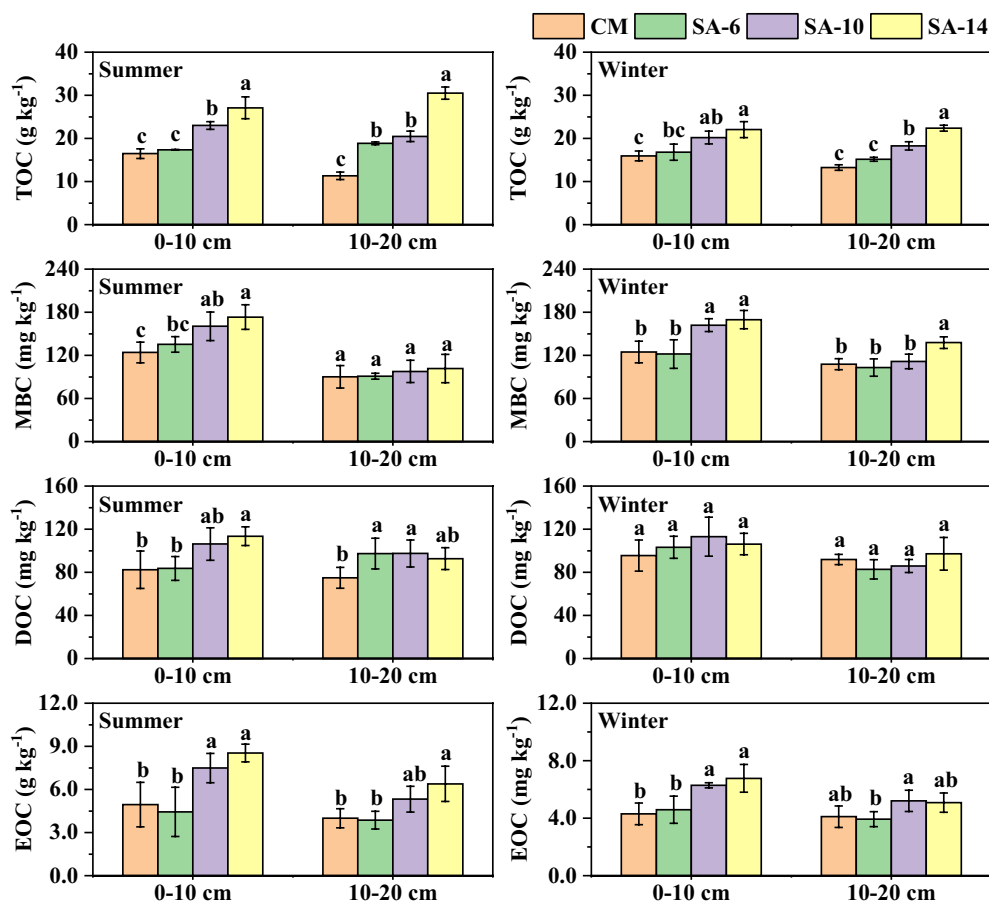 CM SA-6 SA-10 SA-14
TOC (g kg⁻¹)
40
30
20
10
0
Summer
c c b a
c b b a
0-10 cm 10-20 cm
TOC (g kg⁻¹)
40
30
20
10
0
Winter
c bc ab a
c c b a
0-10 cm 10-20 cm
MBC (mg kg⁻¹)
240
180
120
60
0
Summer
c bc ab a
a a a a
0-10 cm 10-20 cm
MBC (mg kg⁻¹)
240
180
120
60
0
Winter
b b a a
b b b a
0-10 cm 10-20 cm
DOC (mg kg⁻¹)
160
120
80
40
0
Summer
b b ab a
b a a ab
0-10 cm 10-20 cm
DOC (mg kg⁻¹)
160
120
80
40
0
Winter
a a a a
a a a a
0-10 cm 10-20 cm
EOC (g kg⁻¹)
12.0
9.0
6.0
3.0
0.0
Summer
b b a a
b b ab a
0-10 cm 10-20 cm
EOC (mg kg⁻¹)
12.0
8.0
4.0
0.0
Winter
b b a a
ab b a ab
0-10 cm 10-20 cm